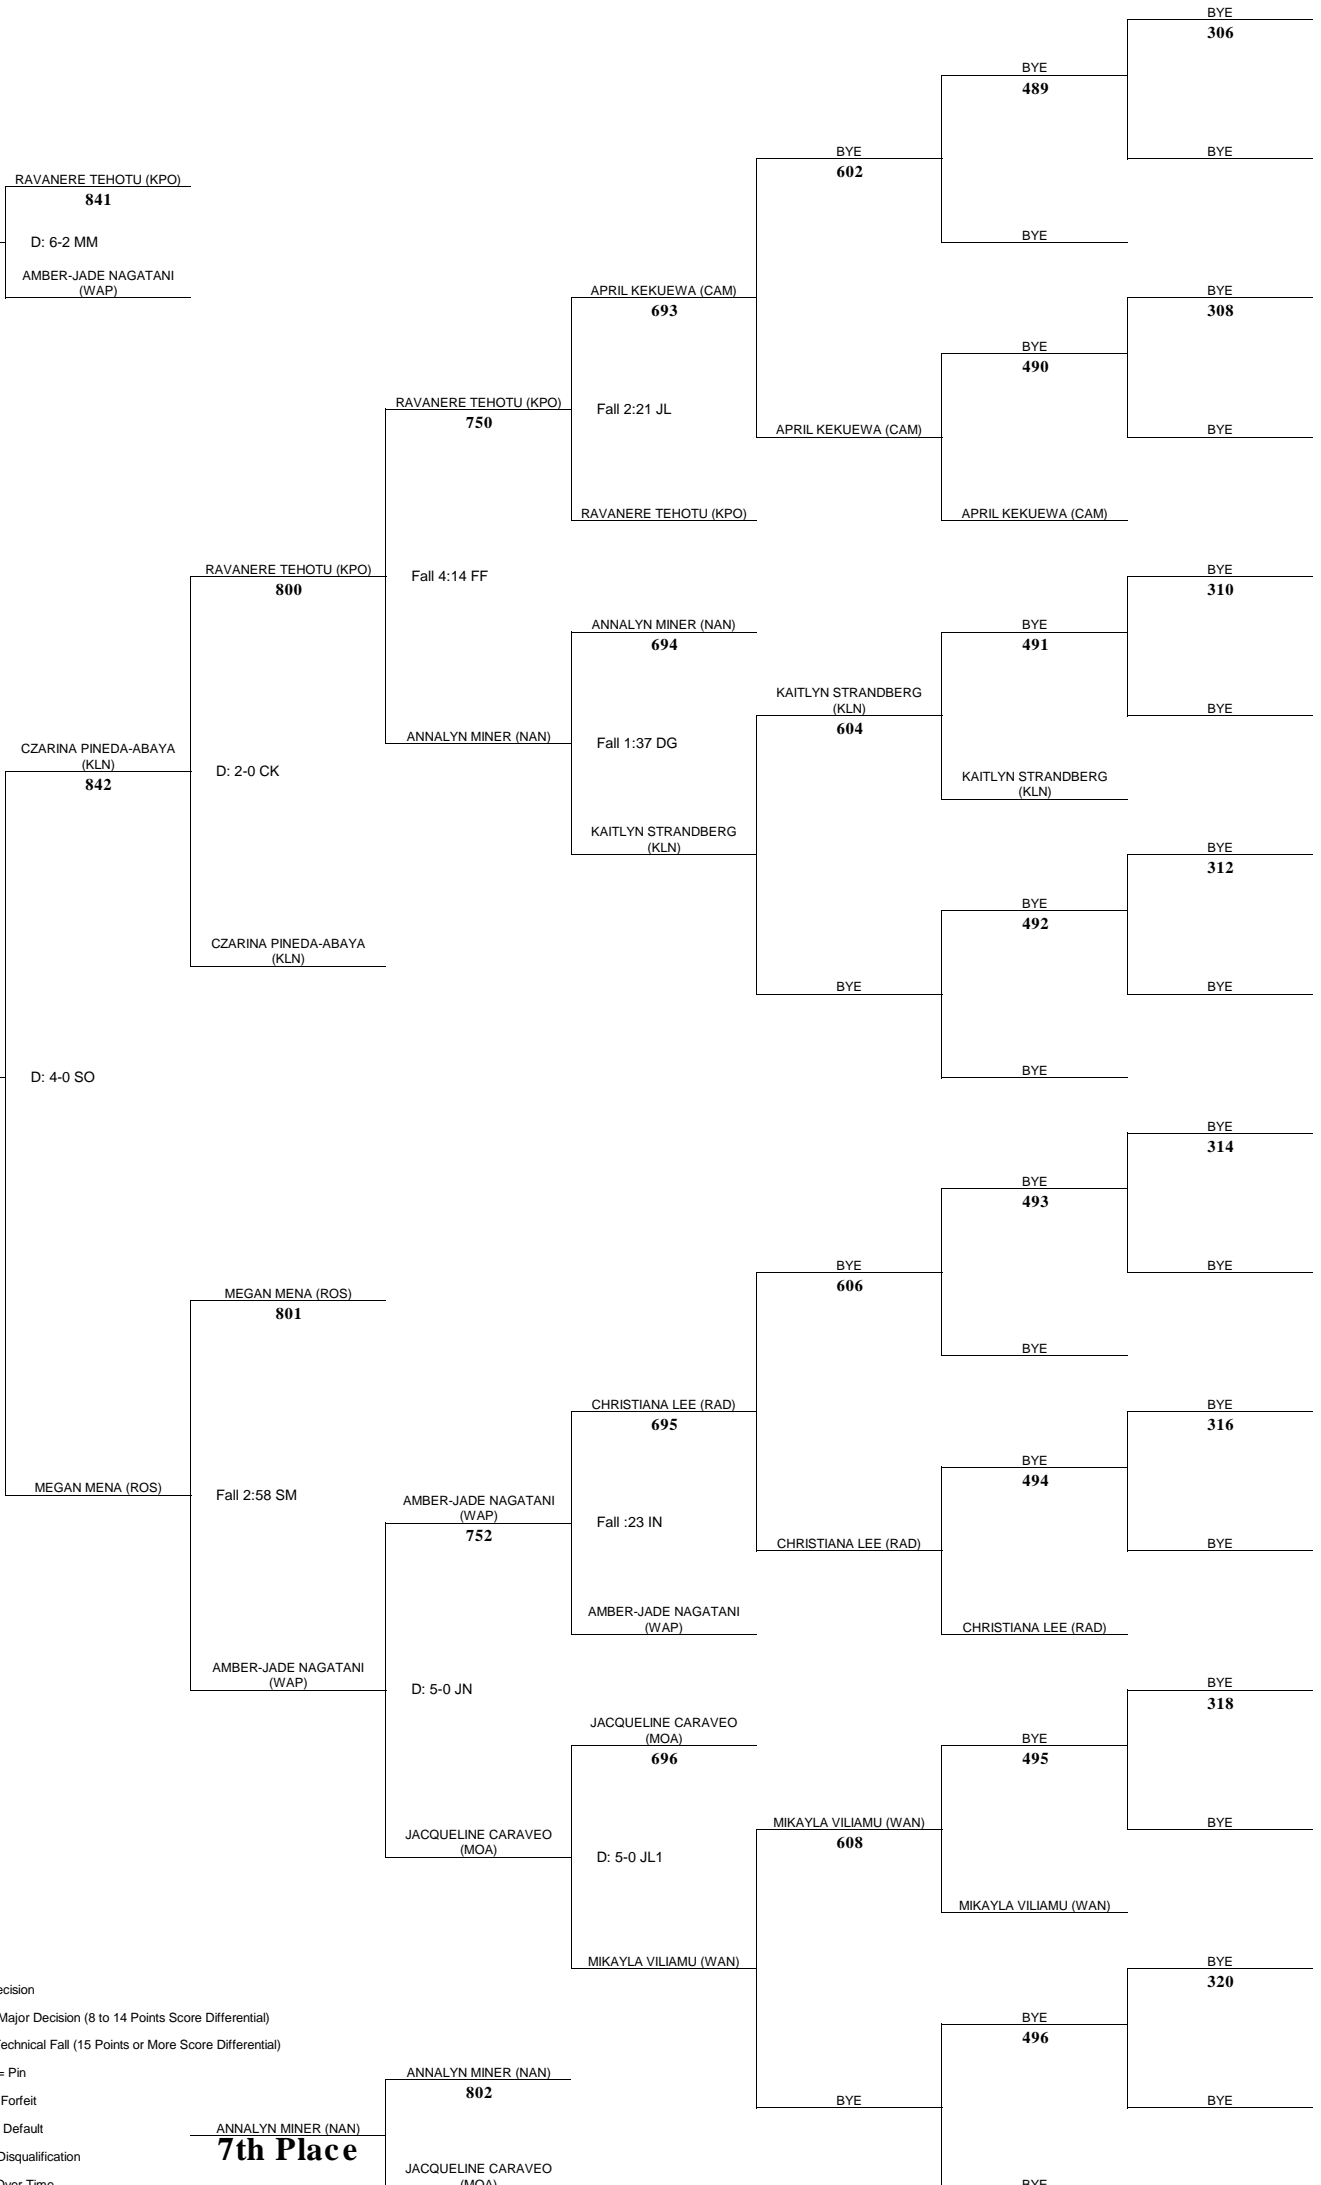 BYE
306
BYE
489
BYE
602
BYE
RAVANERE TEHOTU (KPO)
841
BYE
D: 6-2 MM
AMBER-JADE NAGATANI
(WAP)
APRIL KEKUEWA (CAM)
693
BYE
308
BYE
490
RAVANERE TEHOTU (KPO)
750
Fall 2:21 JL
APRIL KEKUEWA (CAM)
BYE
RAVANERE TEHOTU (KPO)
APRIL KEKUEWA (CAM)
RAVANERE TEHOTU (KPO)
800
Fall 4:14 FF
BYE
310
ANNALYN MINER (NAN)
694
BYE
491
KAITLYN STRANDBERG
(KLN)
604
BYE
CZARINA PINEDA-ABAYA
(KLN)
842
D: 2-0 CK
ANNALYN MINER (NAN)
Fall 1:37 DG
KAITLYN STRANDBERG
(KLN)
KAITLYN STRANDBERG
(KLN)
BYE
312
BYE
492
CZARINA PINEDA-ABAYA
(KLN)
BYE
BYE
D: 4-0 SO
BYE
BYE
314
BYE
493
BYE
606
BYE
MEGAN MENA (ROS)
801
BYE
CHRISTIANA LEE (RAD)
695
BYE
316
BYE
494
MEGAN MENA (ROS)
Fall 2:58 SM
AMBER-JADE NAGATANI
(WAP)
752
Fall :23 IN
CHRISTIANA LEE (RAD)
BYE
AMBER-JADE NAGATANI
(WAP)
CHRISTIANA LEE (RAD)
AMBER-JADE NAGATANI
(WAP)
D: 5-0 JN
BYE
318
JACQUELINE CARAVEO
(MOA)
696
BYE
495
JACQUELINE CARAVEO
(MOA)
D: 5-0 JL1
MIKAYLA VILIAMU (WAN)
608
BYE
MIKAYLA VILIAMU (WAN)
MIKAYLA VILIAMU (WAN)
BYE
320
ecision
Major Decision (8 to 14 Points Score Differential)
echnical Fall (15 Points or More Score Differential)
= Pin
Forfeit
Default
Disqualification
BYE
496
ANNALYN MINER (NAN)
802
BYE
BYE
ANNALYN MINER (NAN)
7th Place
JACQUELINE CARAVEO